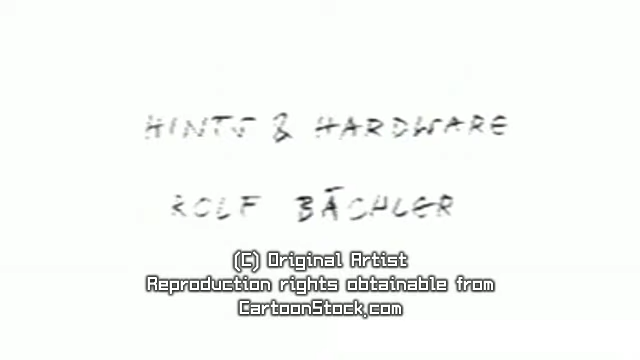 HINTS & HARDWARE
ROLF BÄCHLER
(C) Original Artist
Reproduction rights obtainable from
CartoonStock.com